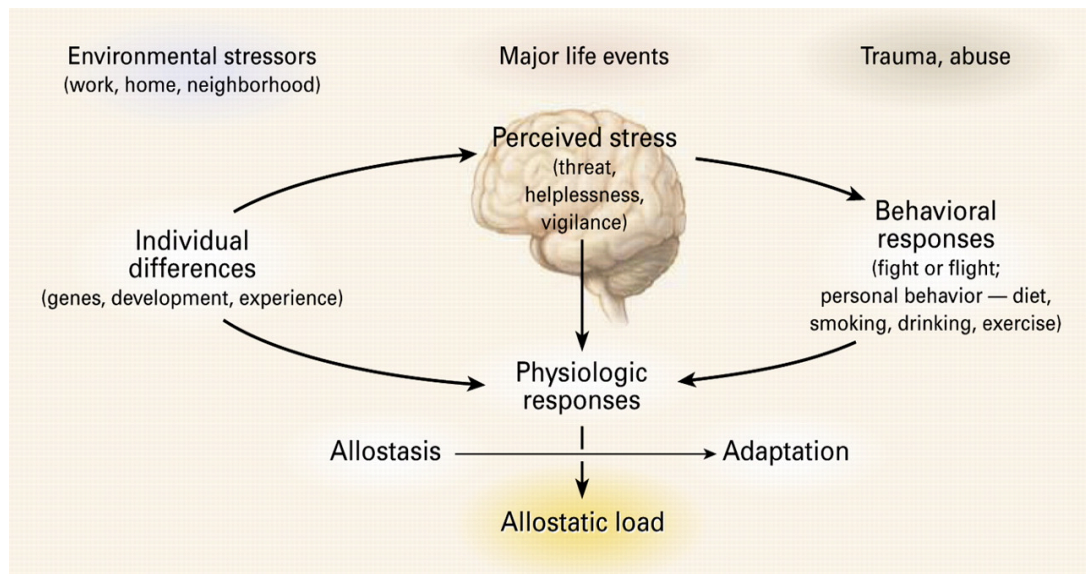 Environmental stressors
(work, home, neighborhood)
Major life events
Trauma, abuse
Perceived stress
(threat,
helplessness,
vigilance)
Individual
differences
(genes, development, experience)
Behavioral
responses
(fight or flight;
personal behavior — diet,
smoking, drinking, exercise)
Physiologic
responses
Allostasis
Adaptation
Allostatic load